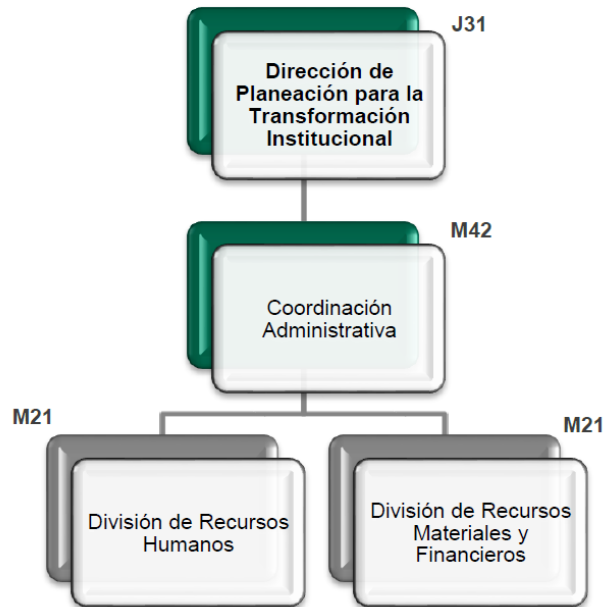 J31
Dirección de
Planeación para la
Transformación
Institucional
M42
Coordinación
Administrativa
M21
M21
División de Recursos
Humanos
División de Recursos
Materiales y
Financieros